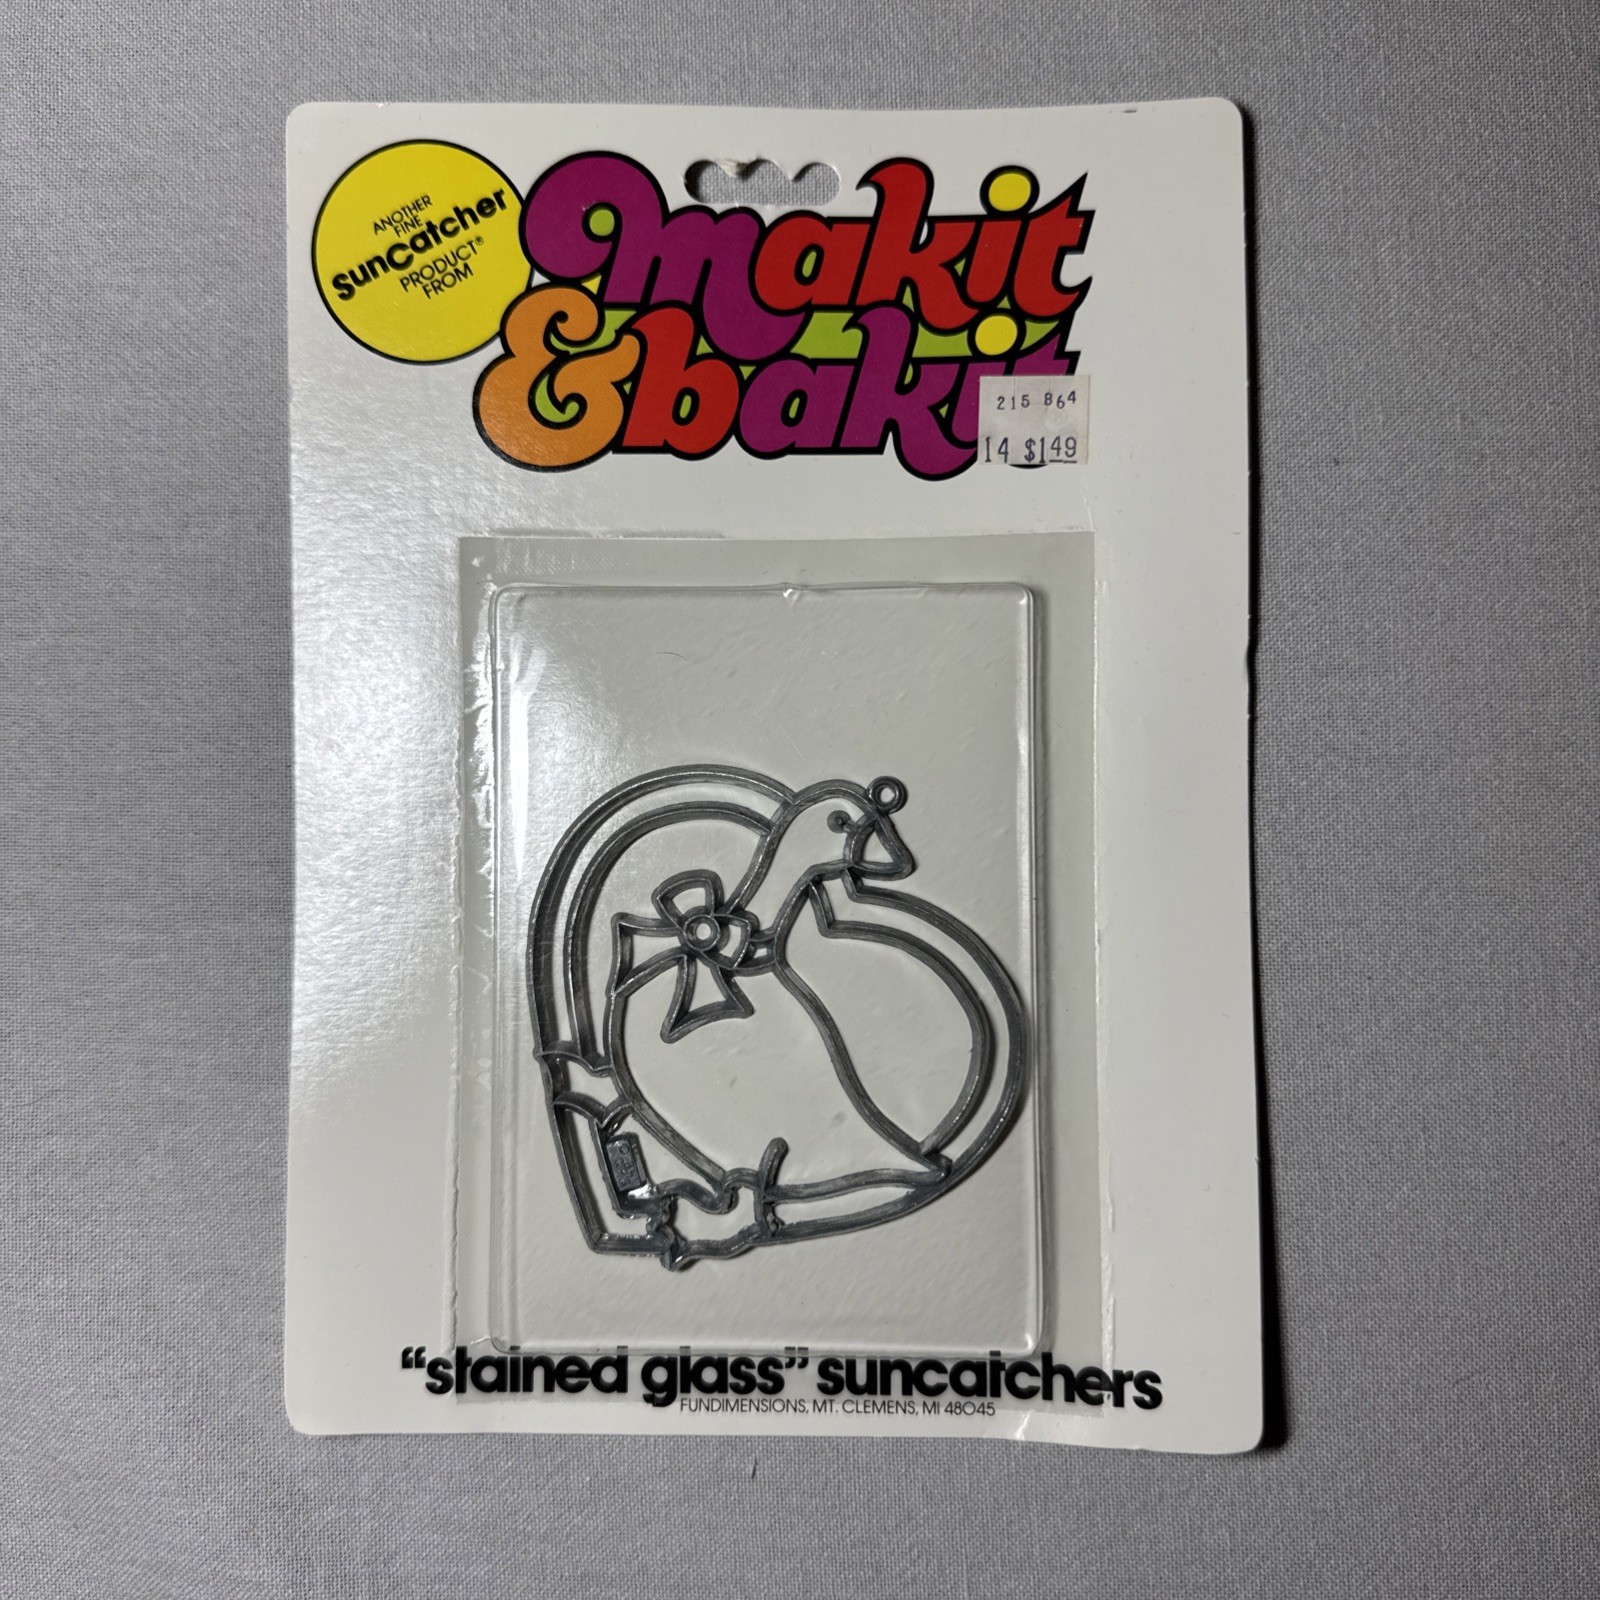 ANOTHER
FINE
suncatcher
PRODUCT®
FROM
makit
& bakit
215 864
14 $1.49
"stained glass" suncatchers
FUNDIMENSIONS, MT. CLEMENS, MI 48045